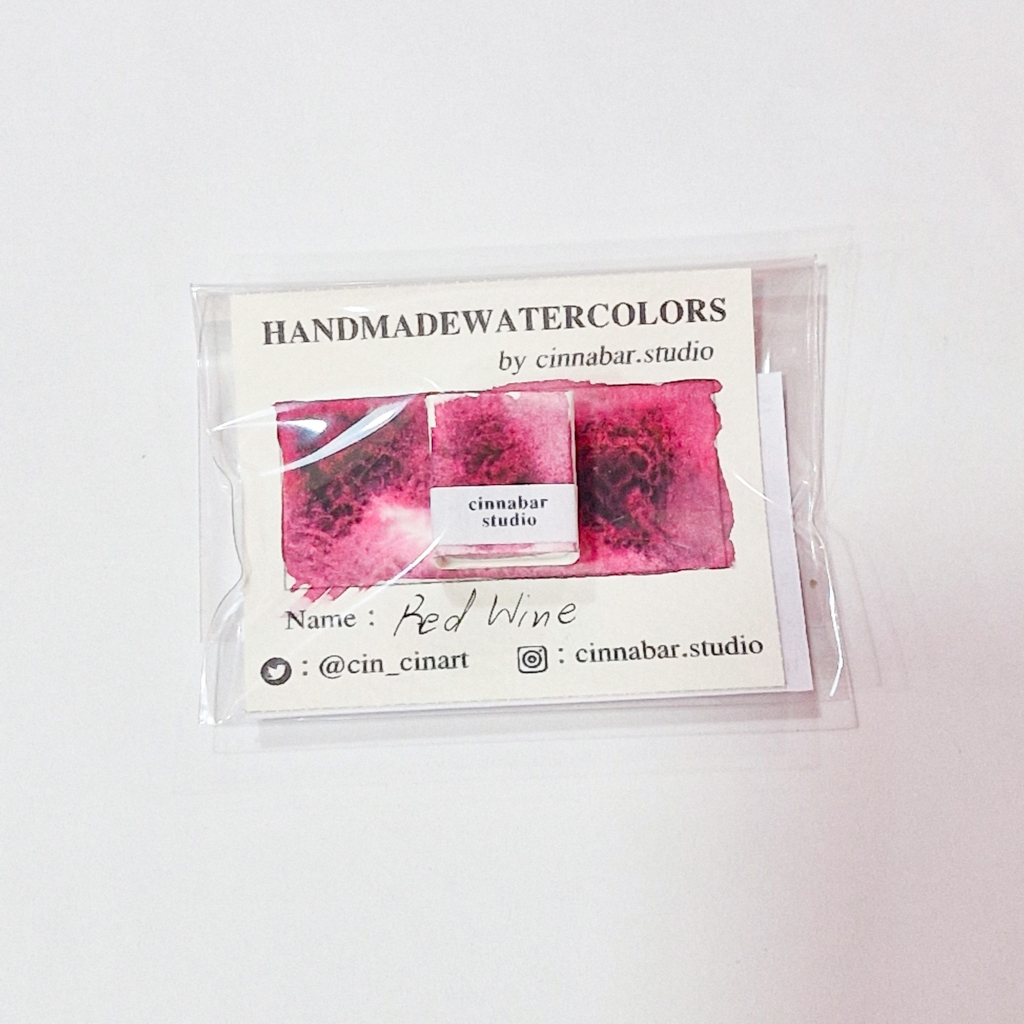 HANDMADEWATERCOLORS
by cinnabar.studio
cinnabar
studio
Name : Red Wine
: @cin_cinart : cinnabar.studio